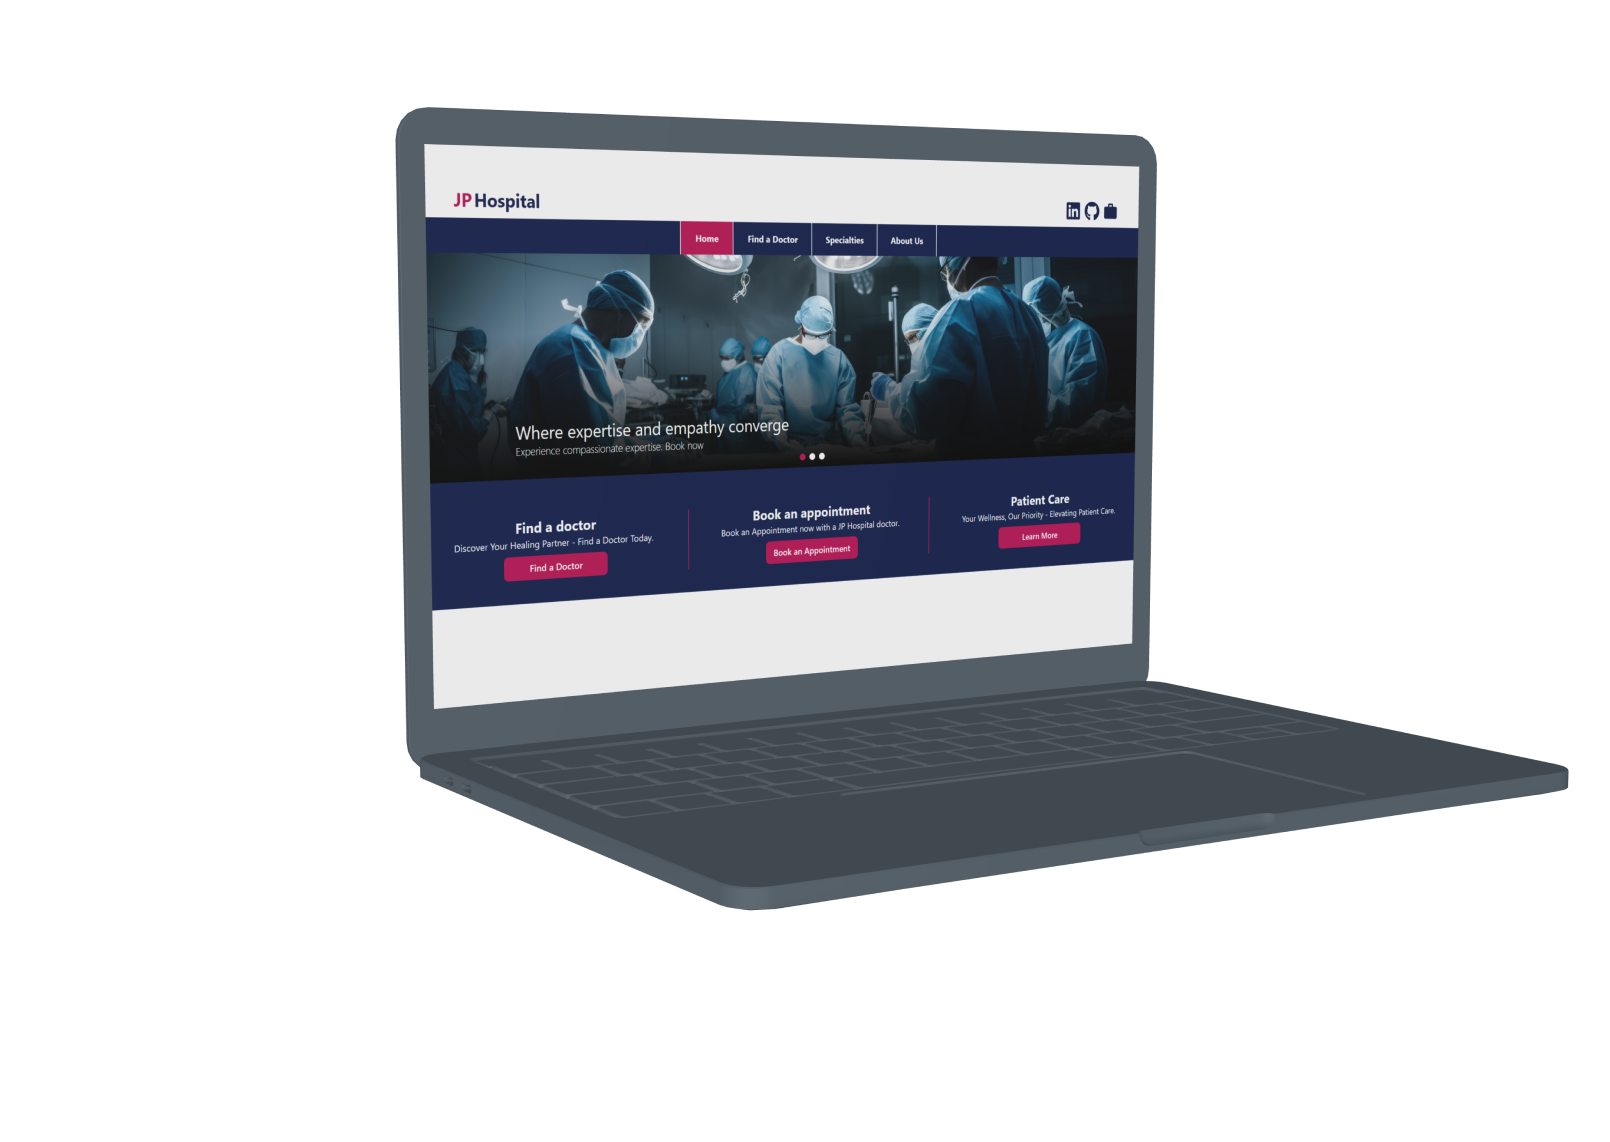 JP Hospital
in
Home
Find a Doctor
Specialties
About Us
Where expertise and empathy converge
Experience compassionate expertise. Book now
Find a doctor
Discover Your Healing Partner - Find a Doctor Today.
Find a Doctor
Book an appointment
Book an Appointment now with a JP Hospital doctor.
Book an Appointment
Patient Care
Your Wellness, Our Priority - Elevating Patient Care.
Learn More